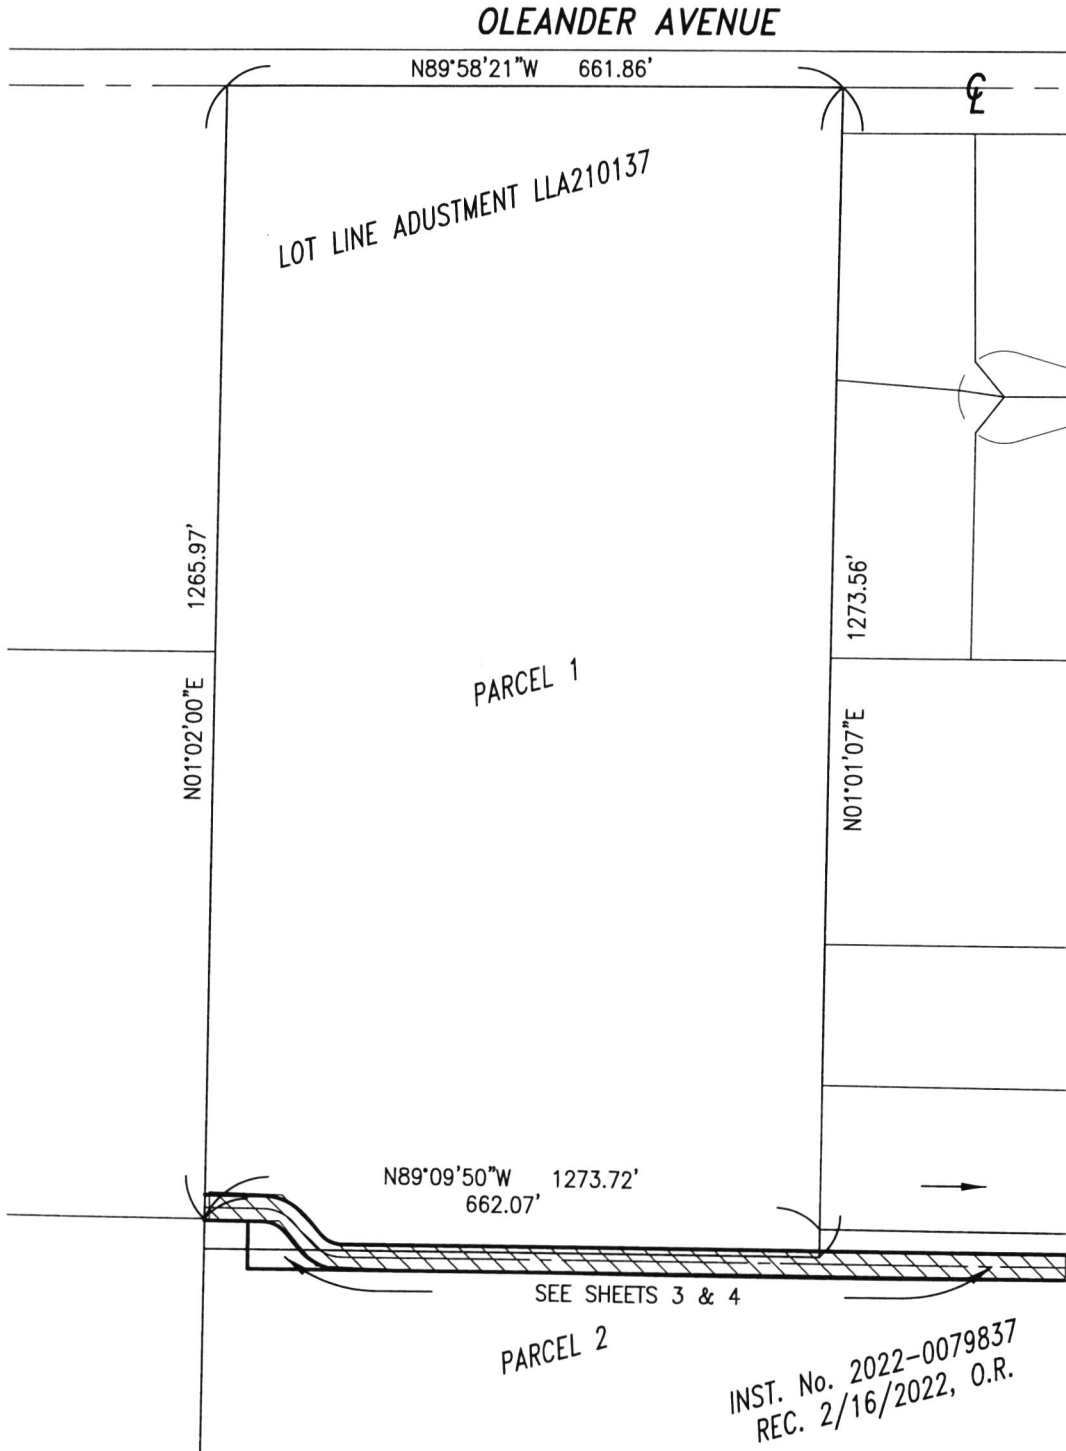 OLEANDER AVENUE
N89°58'21"W 661.86'
℄
LOT LINE ADUSTMENT LLA210137
1265.97'
N01°02'00"E
1273.56'
N01°01'07"E
PARCEL 1
N89°09'50"W 1273.72'
662.07'
SEE SHEETS 3 & 4
PARCEL 2
INST. No. 2022-0079837
REC. 2/16/2022, O.R.